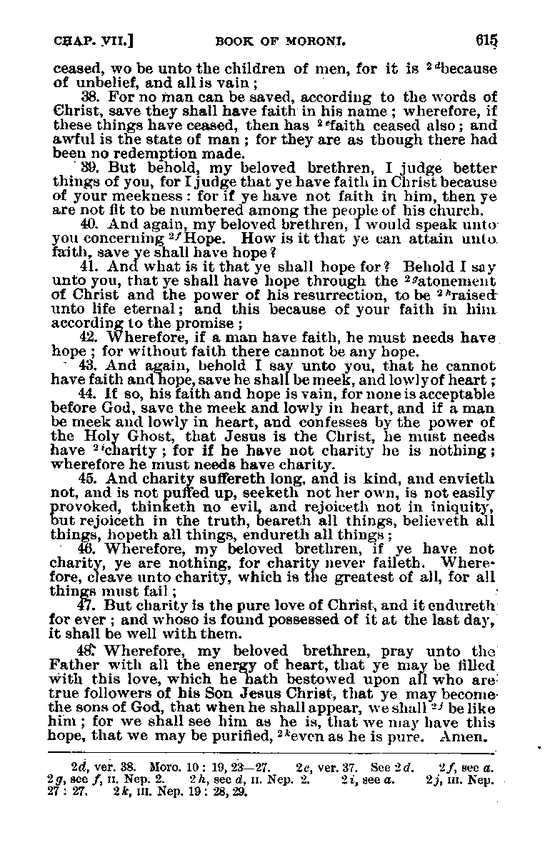 CHAP. VII.] BOOK OF MORONI. 615
ceased, wo be unto the children of men, for it is ²ᵈbecause
of unbelief, and all is vain ;
38. For no man can be saved, according to the words of
Christ, save they shall have faith in his name ; wherefore, if
these things have ceased, then has ²ᵉfaith ceased also ; and
awful is the state of man ; for they are as though there had
been no redemption made.
39. But behold, my beloved brethren, I judge better
things of you, for I judge that ye have faith in Christ because
of your meekness : for if ye have not faith in him, then ye
are not fit to be numbered among the people of his church.
40. And again, my beloved brethren, I would speak unto
you concerning ²ᶠHope. How is it that ye can attain unto
faith, save ye shall have hope ?
41. And what is it that ye shall hope for ? Behold I say
unto you, that ye shall have hope through the ²ᵍatonement
of Christ and the power of his resurrection, to be ²ʰraised
unto life eternal ; and this because of your faith in him
according to the promise ;
42. Wherefore, if a man have faith, he must needs have
hope ; for without faith there cannot be any hope.
43. And again, behold I say unto you, that he cannot
have faith and hope, save he shall be meek, and lowly of heart ;
44. If so, his faith and hope is vain, for none is acceptable
before God, save the meek and lowly in heart, and if a man
be meek and lowly in heart, and confesses by the power of
the Holy Ghost, that Jesus is the Christ, he must needs
have ²ⁱcharity ; for if he have not charity he is nothing ;
wherefore he must needs have charity.
45. And charity suffereth long, and is kind, and envieth
not, and is not puffed up, seeketh not her own, is not easily
provoked, thinketh no evil, and rejoiceth not in iniquity,
but rejoiceth in the truth, beareth all things, believeth all
things, hopeth all things, endureth all things ;
46. Wherefore, my beloved brethren, if ye have not
charity, ye are nothing, for charity never faileth. Where-
fore, cleave unto charity, which is the greatest of all, for all
things must fail ;
47. But charity is the pure love of Christ, and it endureth
for ever ; and whoso is found possessed of it at the last day,
it shall be well with them.
48. Wherefore, my beloved brethren, pray unto the
Father with all the energy of heart, that ye may be filled
with this love, which he hath bestowed upon all who are
true followers of his Son Jesus Christ, that ye may become
the sons of God, that when he shall appear, we shall ²ʲ be like
him ; for we shall see him as he is, that we may have this
hope, that we may be purified, ²ᵏeven as he is pure. Amen.
2d, ver. 38. Moro. 10 : 19, 23—27. 2e, ver. 37. See 2d. 2f, see a.
2g, see f, II. Nep. 2. 2h, see d, II. Nep. 2. 2i, see a. 2j, III. Nep.
27 : 27. 2k, III. Nep. 19 : 28, 29.